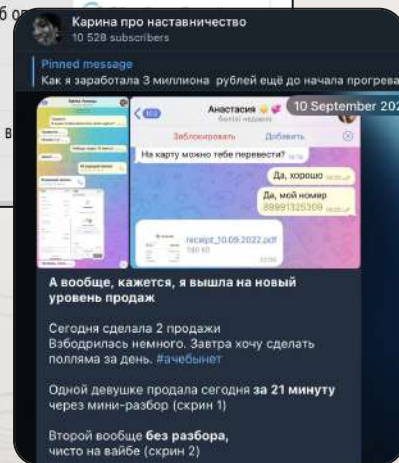 Карина про наставничество
10 528 subscribers
Pinned message
Как я заработала 3 миллиона рублей ещё до начала прогрева
10 September 202
Анастасия
Заблокировать
Добавить
На карту можно тебе перевести?
Да, хорошо
Да, мой номер
89991325309
receipt_10.09.2022.pdf
А вообще, кажется, я вышла на новый
уровень продаж
Сегодня сделала 2 продажи
Взбодрилась немного. Завтра хочу сделать
полляма за день. #ачебынет
Одной девушке продала сегодня за 21 минуту
через мини-разбор (скрин 1)
Второй вообще без разбора,
чисто на вайбе (скрин 2)